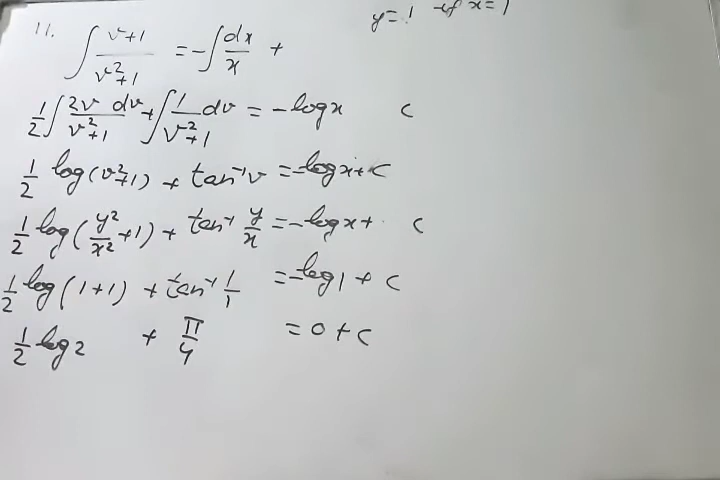 y=1 if x=1
11. ∫ v+1/v²+1 = -∫ dx/x +
1/2 ∫ 2v dv/v²+1 + ∫ 1/v²+1 dv = -log x c
1/2 log(v²+1) + tan⁻¹v = -log x + c
1/2 log(y²/x²+1) + tan⁻¹ y/x = -log x + c
1/2 log(1+1) + tan⁻¹ 1/1 = -log 1 + c
1/2 log 2 + π/4 = 0 + c